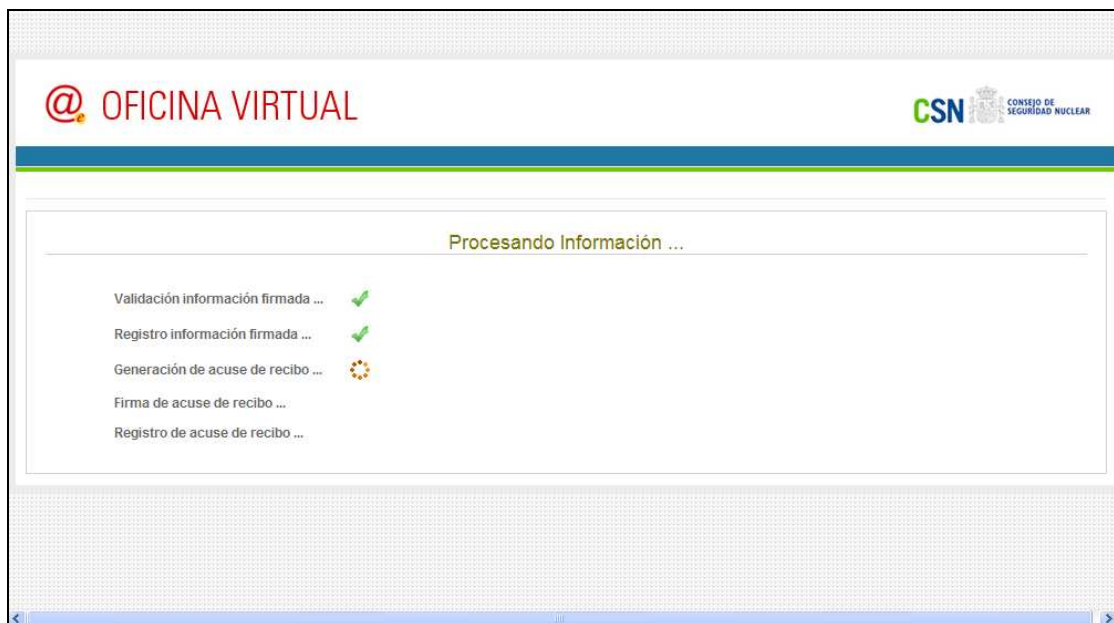 @e OFICINA VIRTUAL
CSN CONSEJO DE
SEGURIDAD NUCLEAR
Procesando Información ...
Validación información firmada ...
Registro información firmada ...
Generación de acuse de recibo ...
Firma de acuse de recibo ...
Registro de acuse de recibo ...